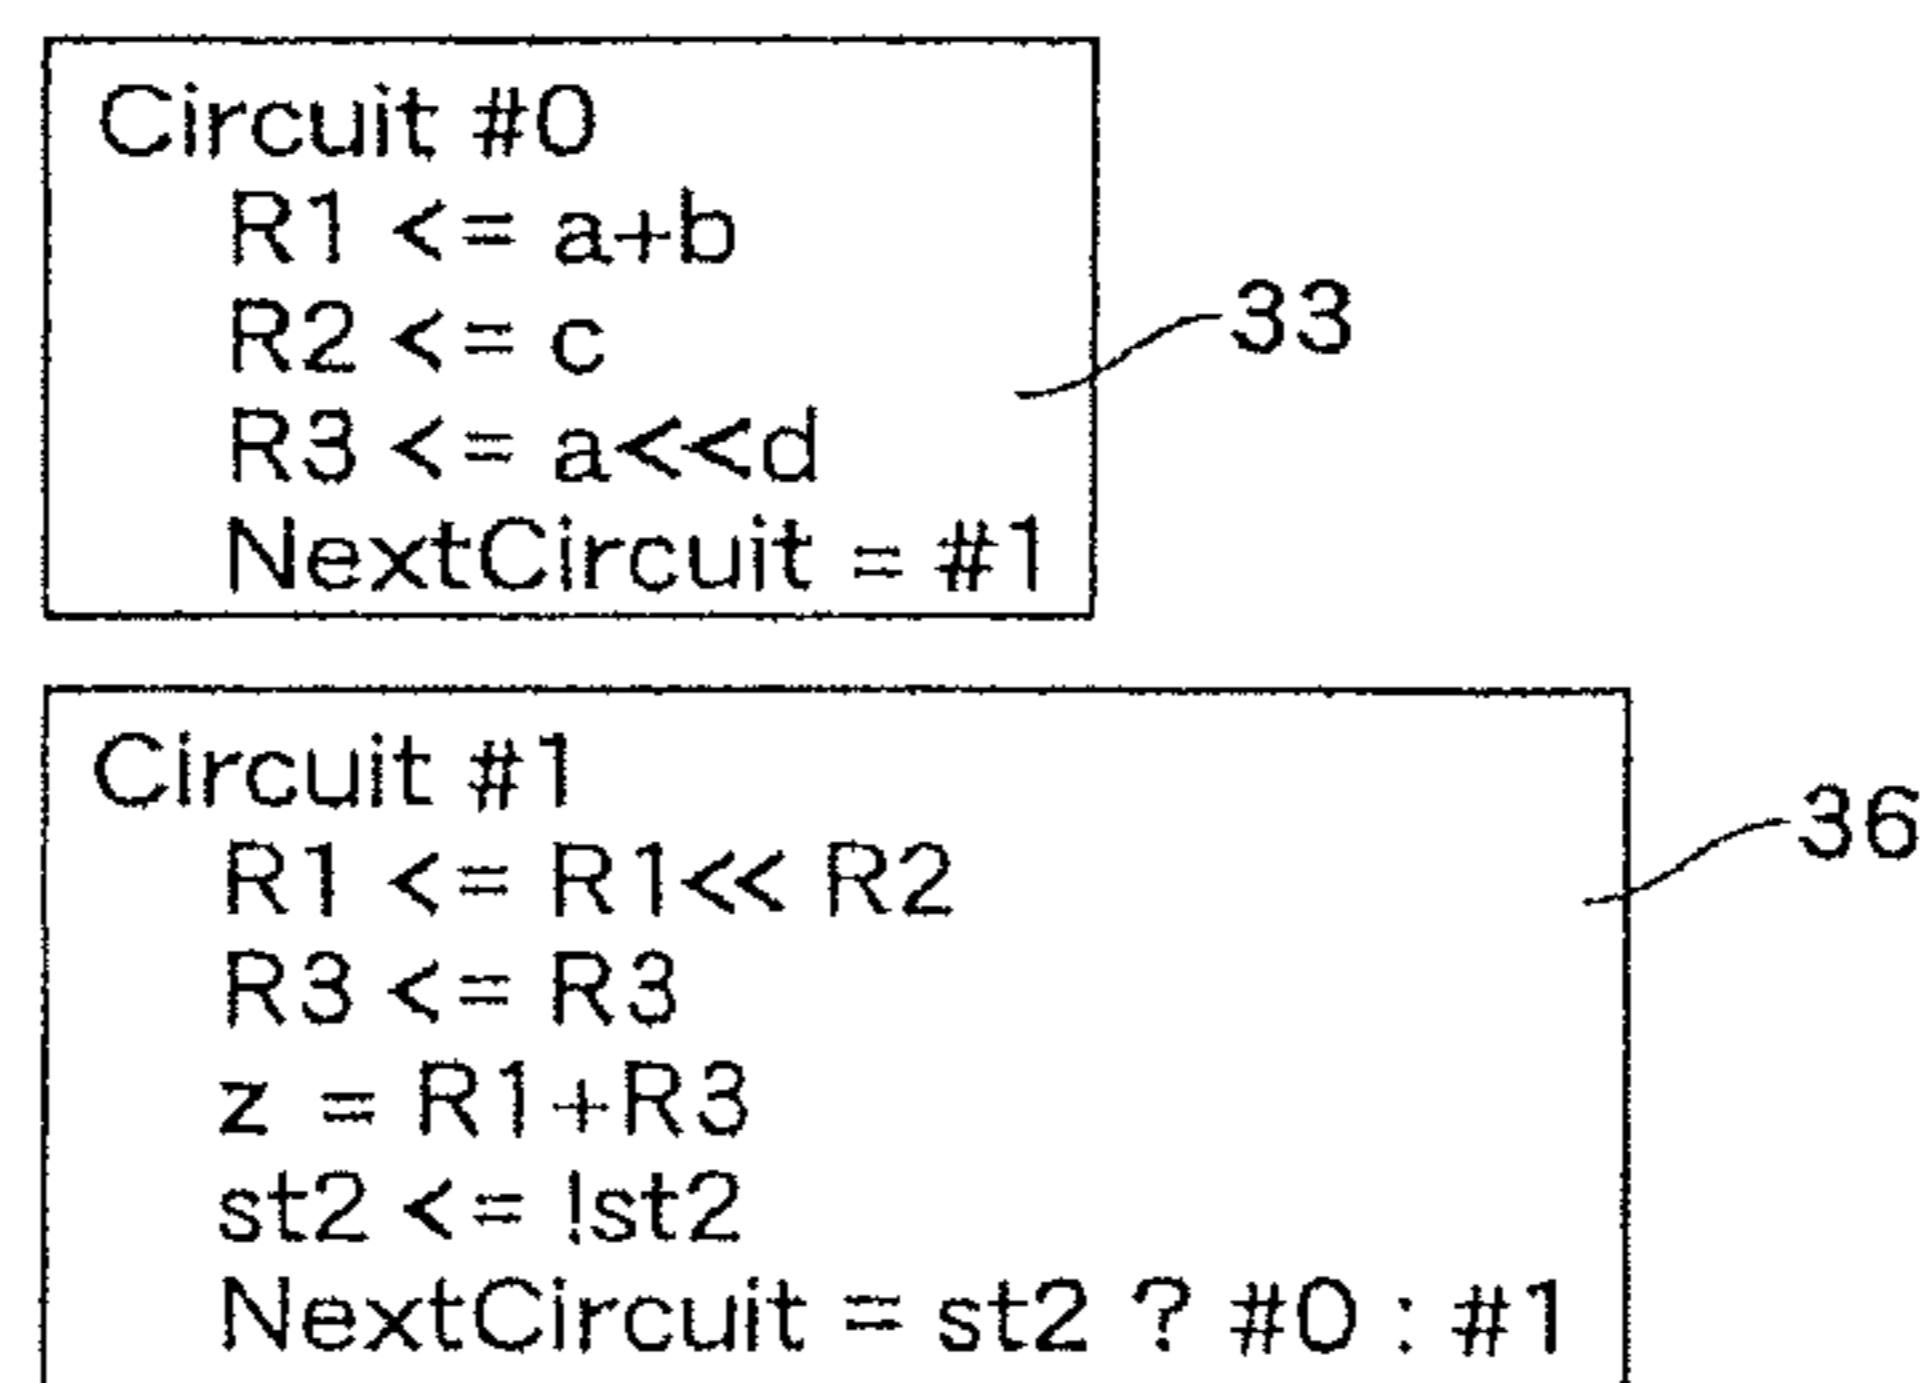 Circuit #0
R1 <= a+b
R2 <= c
R3 <= a<<d
NextCircuit = #1
33
Circuit #1
R1 <= R1<< R2
R3 <= R3
z = R1+R3
st2 <= !st2
NextCircuit = st2 ? #0 : #1
36